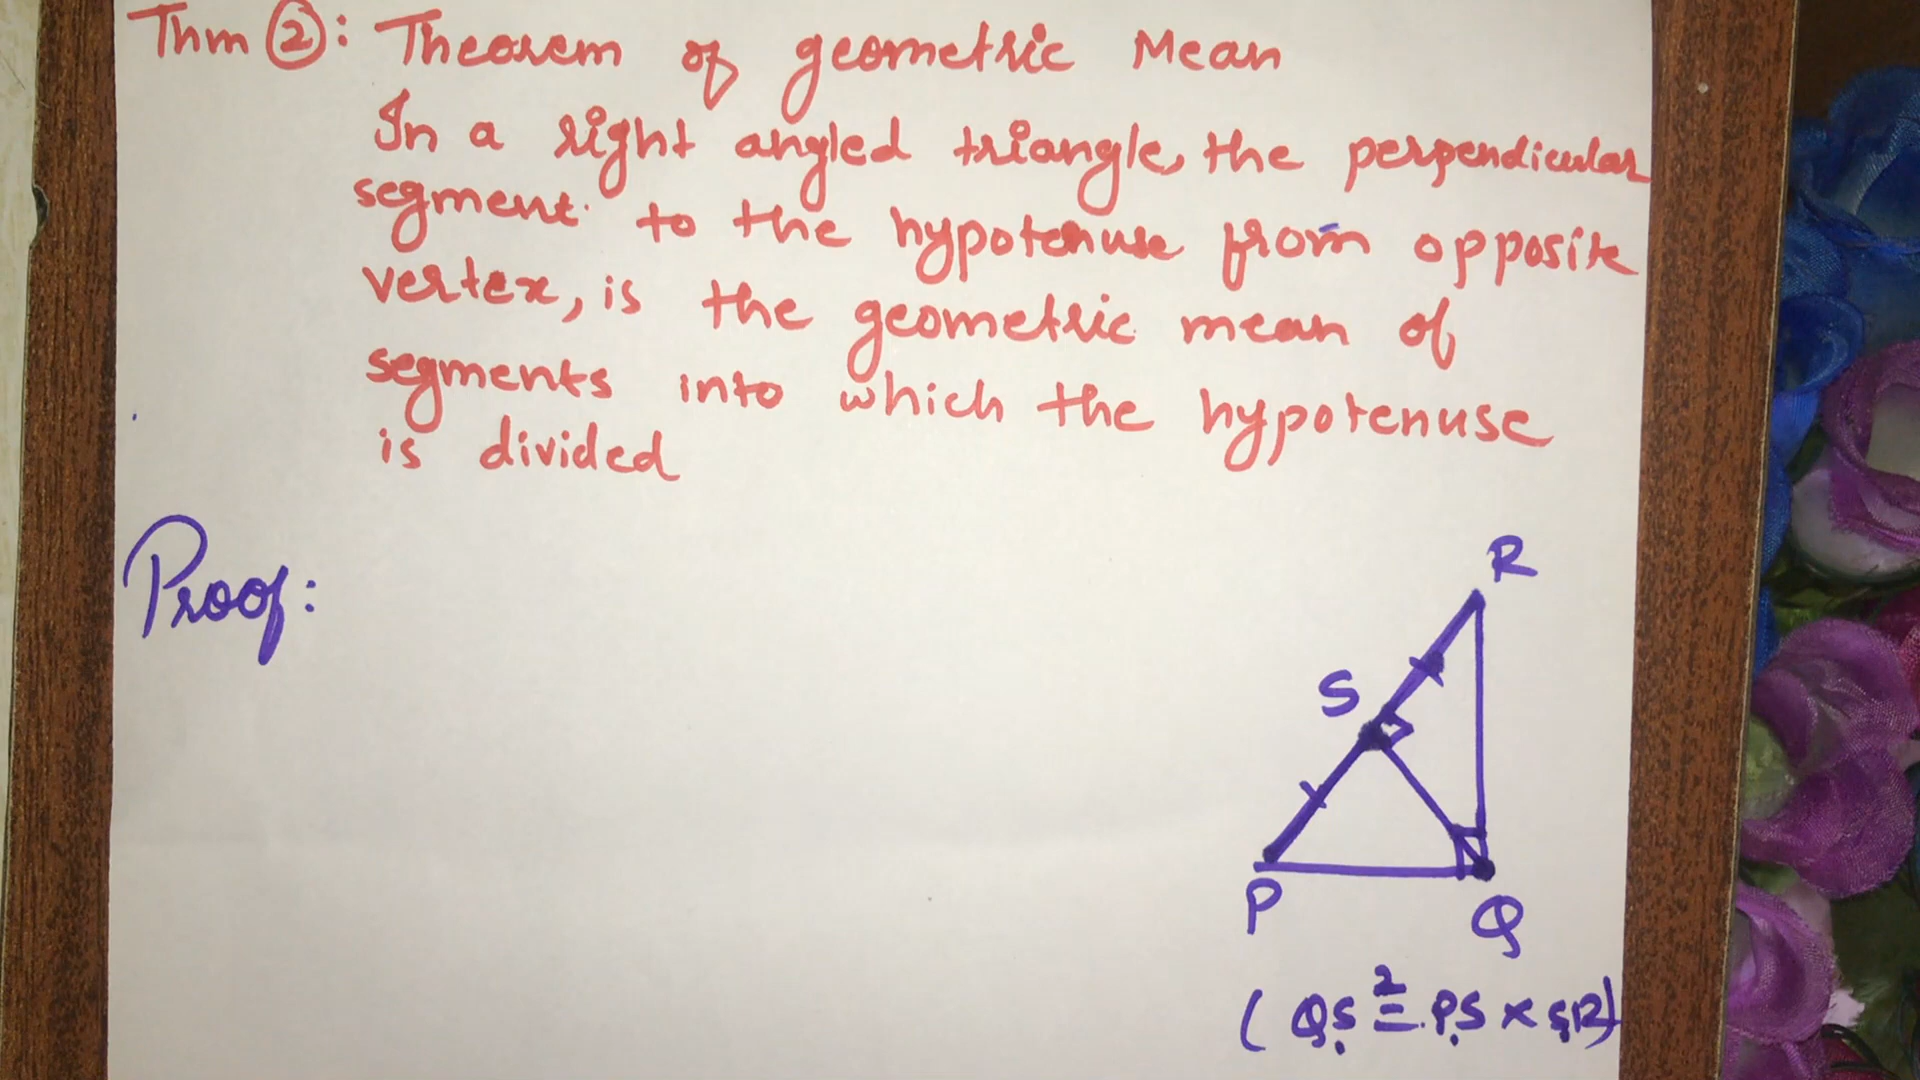 Thm ②: Theorem of geometric Mean
In a right angled triangle, the perpendicular
segment to the hypotenuse from opposite
vertex, is the geometric mean of
segments into which the hypotenuse
is divided
Proof:
R
S
P
Q
( QS² = PS × SR)